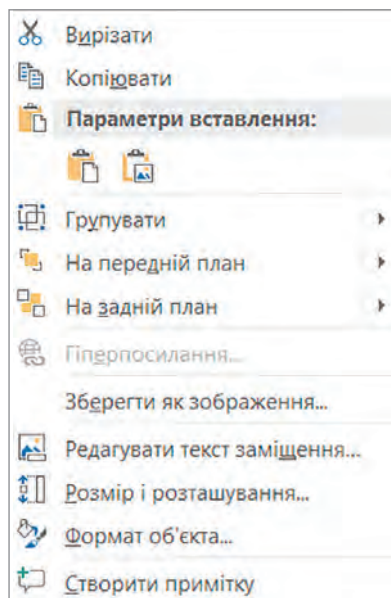 Вирізати
Копіювати
Параметри вставлення:
Групувати
На передній план
На задній план
Гіперпосилання...
Зберегти як зображення...
Редагувати текст заміщення...
Розмір і розташування...
Формат об'єкта...
Створити примітку